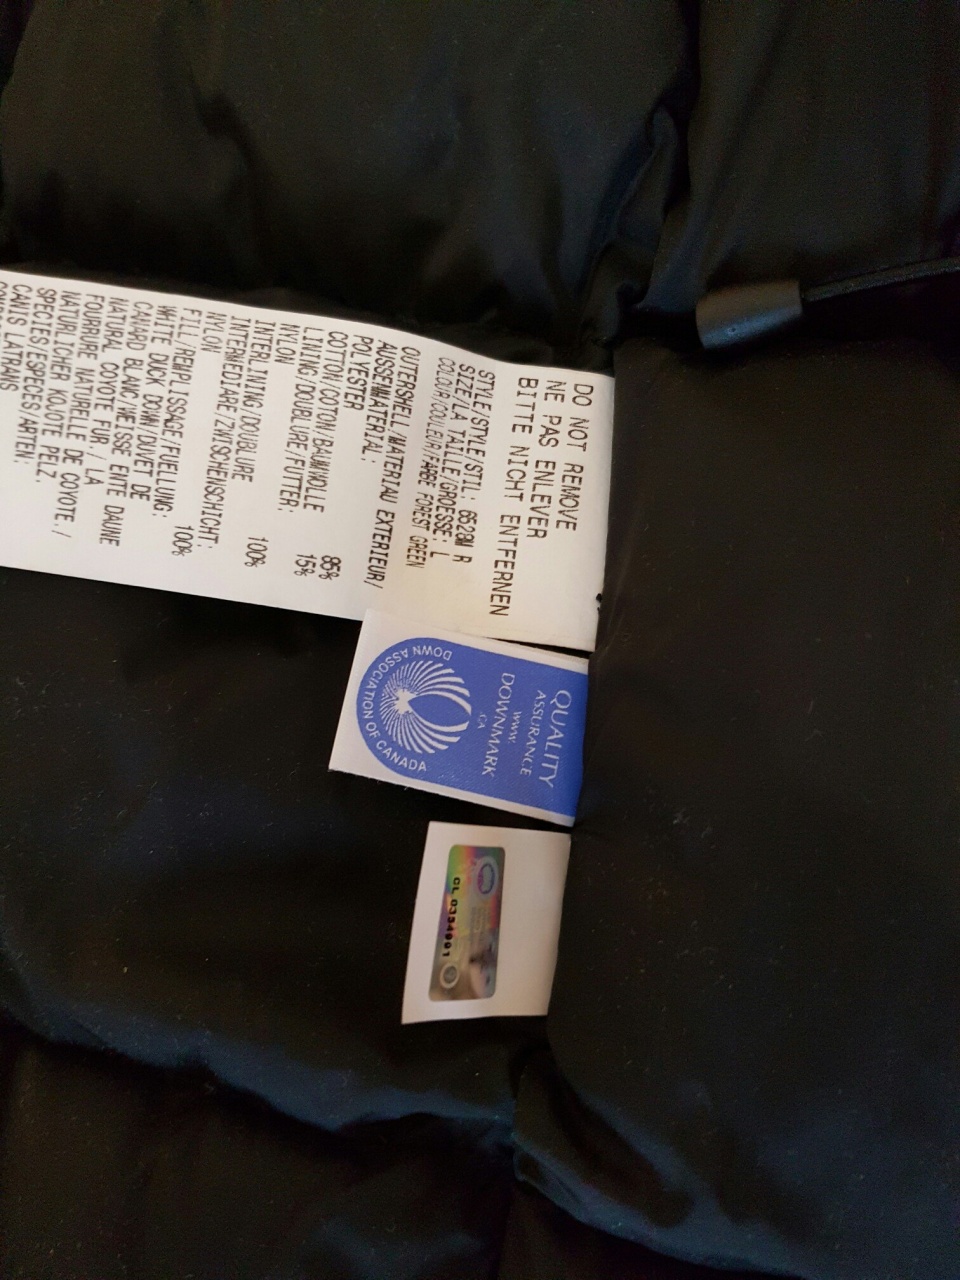 DO NOT REMOVE
NE PAS ENLEVER
BITTE NICHT ENTFERNEN
STYLE/STYLE/STIL: 6528M R
SIZE/LA TAILLE/GROESSE: L
COLOUR/COULEUR/FARBE FOREST GREEN
OUTERSHELL/MATERIAU EXTERIEUR/
AUSSENMATERIAL:
POLYESTER 85%
COTTON/COTON/BAUMWOLLE 15%
LINING/DOUBLURE/FUTTER:
NYLON 100%
INTERLINING/DOUBLURE
INTERMEDIARE/ZWISCHENSCHICHT:
NYLON 100%
FILL/REMPLISSAGE/FUELLUNG:
WHITE DUCK DOWN/DUVET DE
CANARD BLANC/WEISSE ENTE DAUNE
NATURAL COYOTE FUR / LA
FOURRURE NATURELLE DE COYOTE./
NATURLICHER KOJOTE PELZ.
SPECIES/ESPECES/ARTEN:
CANIS LATRANS
QUALITY
ASSURANCE
WWW.
DOWNMARK
.CA
DOWN ASSOCIATION OF CANADA
CL 0354001